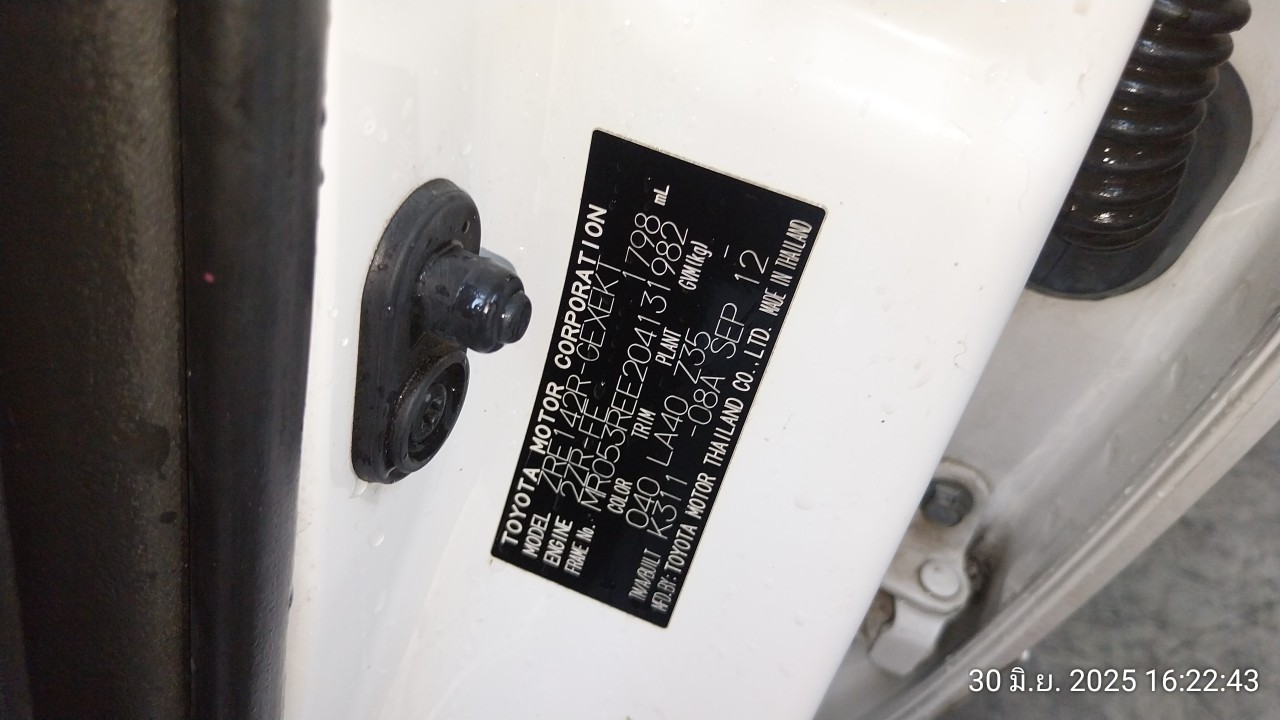 TOYOTA MOTOR CORPORATION
MODEL ZRE142R-GEXEKT
ENGINE 2ZR-FE 1798 mL
FRAME No. MR053REE204131982
COLOR TRIM PLANT GVM(kg)
040 LA40 Z35 -
TM/A/BUILT K311 -08A SEP 12
MFD.BY: TOYOTA MOTOR THAILAND CO.,LTD. MADE IN THAILAND
30 มิ.ย. 2025 16:22:43